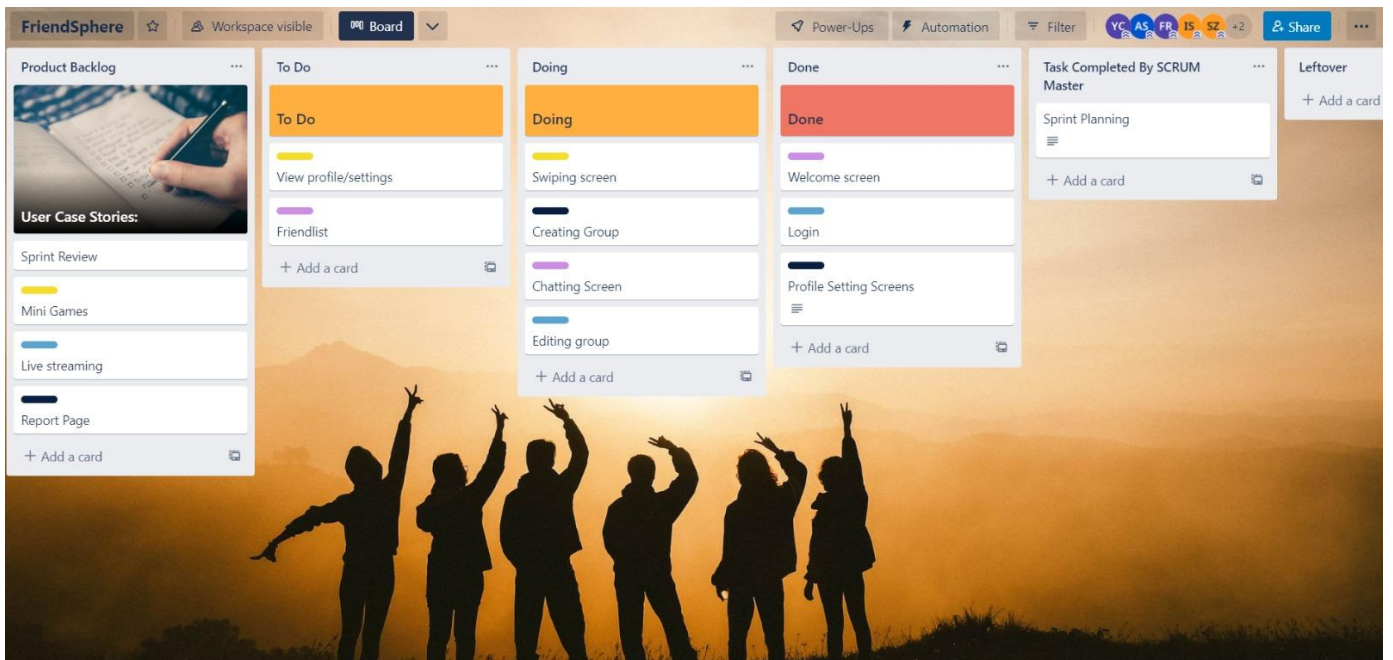 FriendSphere
Workspace visible
Board
Power-Ups
Automation
Filter
YC AS FR IS SZ +2
Share
Product Backlog
User Case Stories:
Sprint Review
Mini Games
Live streaming
Report Page
+ Add a card
To Do
To Do
View profile/settings
Friendlist
+ Add a card
Doing
Doing
Swiping screen
Creating Group
Chatting Screen
Editing group
+ Add a card
Done
Done
Welcome screen
Login
Profile Setting Screens
+ Add a card
Task Completed By SCRUM
Master
Sprint Planning
+ Add a card
Leftover
+ Add a card